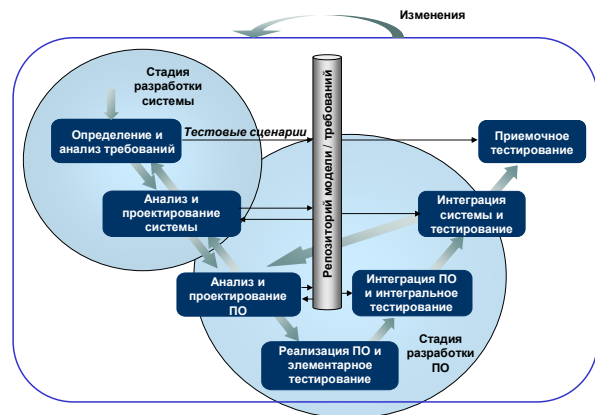 Изменения
Стадия
разработки
системы
Определение и
анализ требований
Тестовые сценарии
Репозиторий модели / требований
Приемочное
тестирование
Анализ и
проектирование
системы
Интеграция
системы и
тестирование
Анализ и
проектирование
ПО
Интеграция ПО
и интегральное
тестирование
Реализация ПО и
элементарное
тестирование
Стадия
разработки
ПО